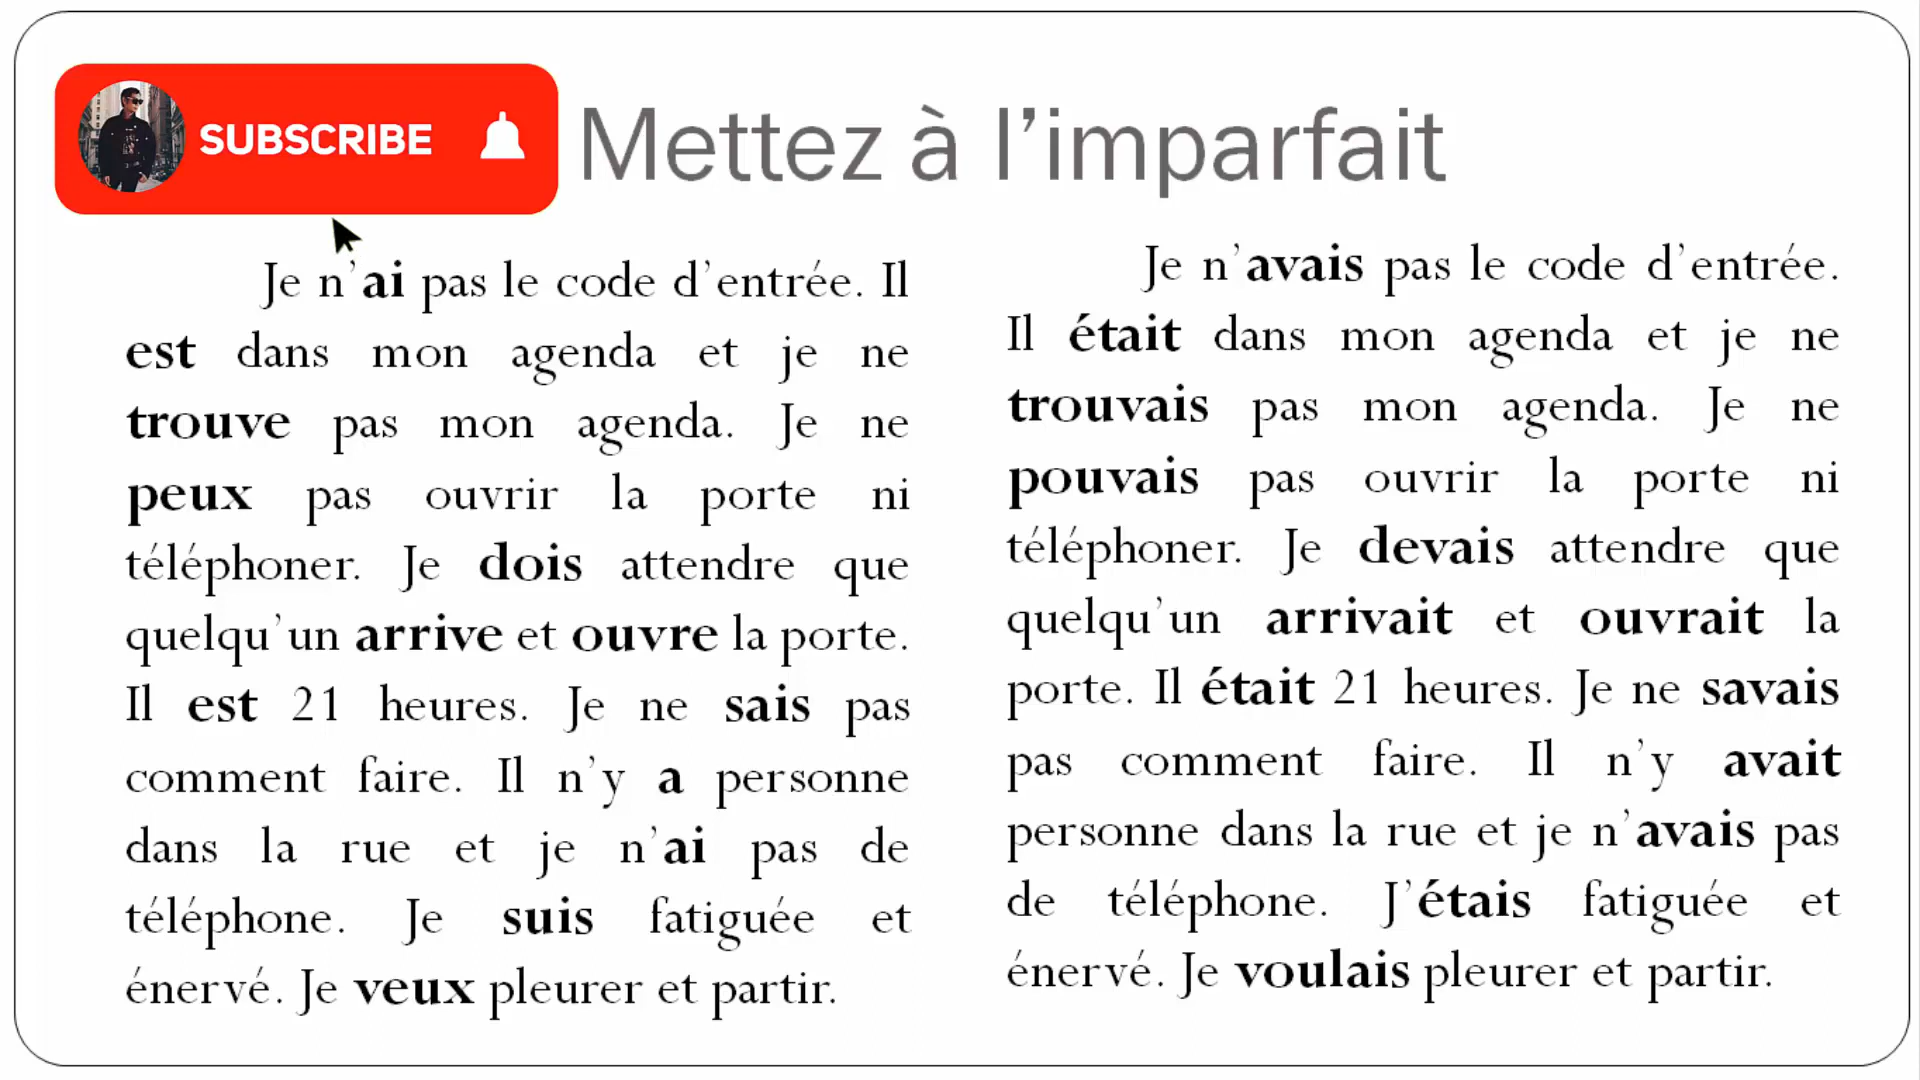 SUBSCRIBE
Mettez à l’imparfait
Je n’ai pas le code d’entrée. Il
est dans mon agenda et je ne
trouve pas mon agenda. Je ne
peux pas ouvrir la porte ni
téléphoner. Je dois attendre que
quelqu’un arrive et ouvre la porte.
Il est 21 heures. Je ne sais pas
comment faire. Il n’y a personne
dans la rue et je n’ai pas de
téléphone. Je suis fatiguée et
énervé. Je veux pleurer et partir.
Je n’avais pas le code d’entrée.
Il était dans mon agenda et je ne
trouvais pas mon agenda. Je ne
pouvais pas ouvrir la porte ni
téléphoner. Je devais attendre que
quelqu’un arrivait et ouvrait la
porte. Il était 21 heures. Je ne savais
pas comment faire. Il n’y avait
personne dans la rue et je n’avais pas
de téléphone. J’étais fatiguée et
énervé. Je voulais pleurer et partir.